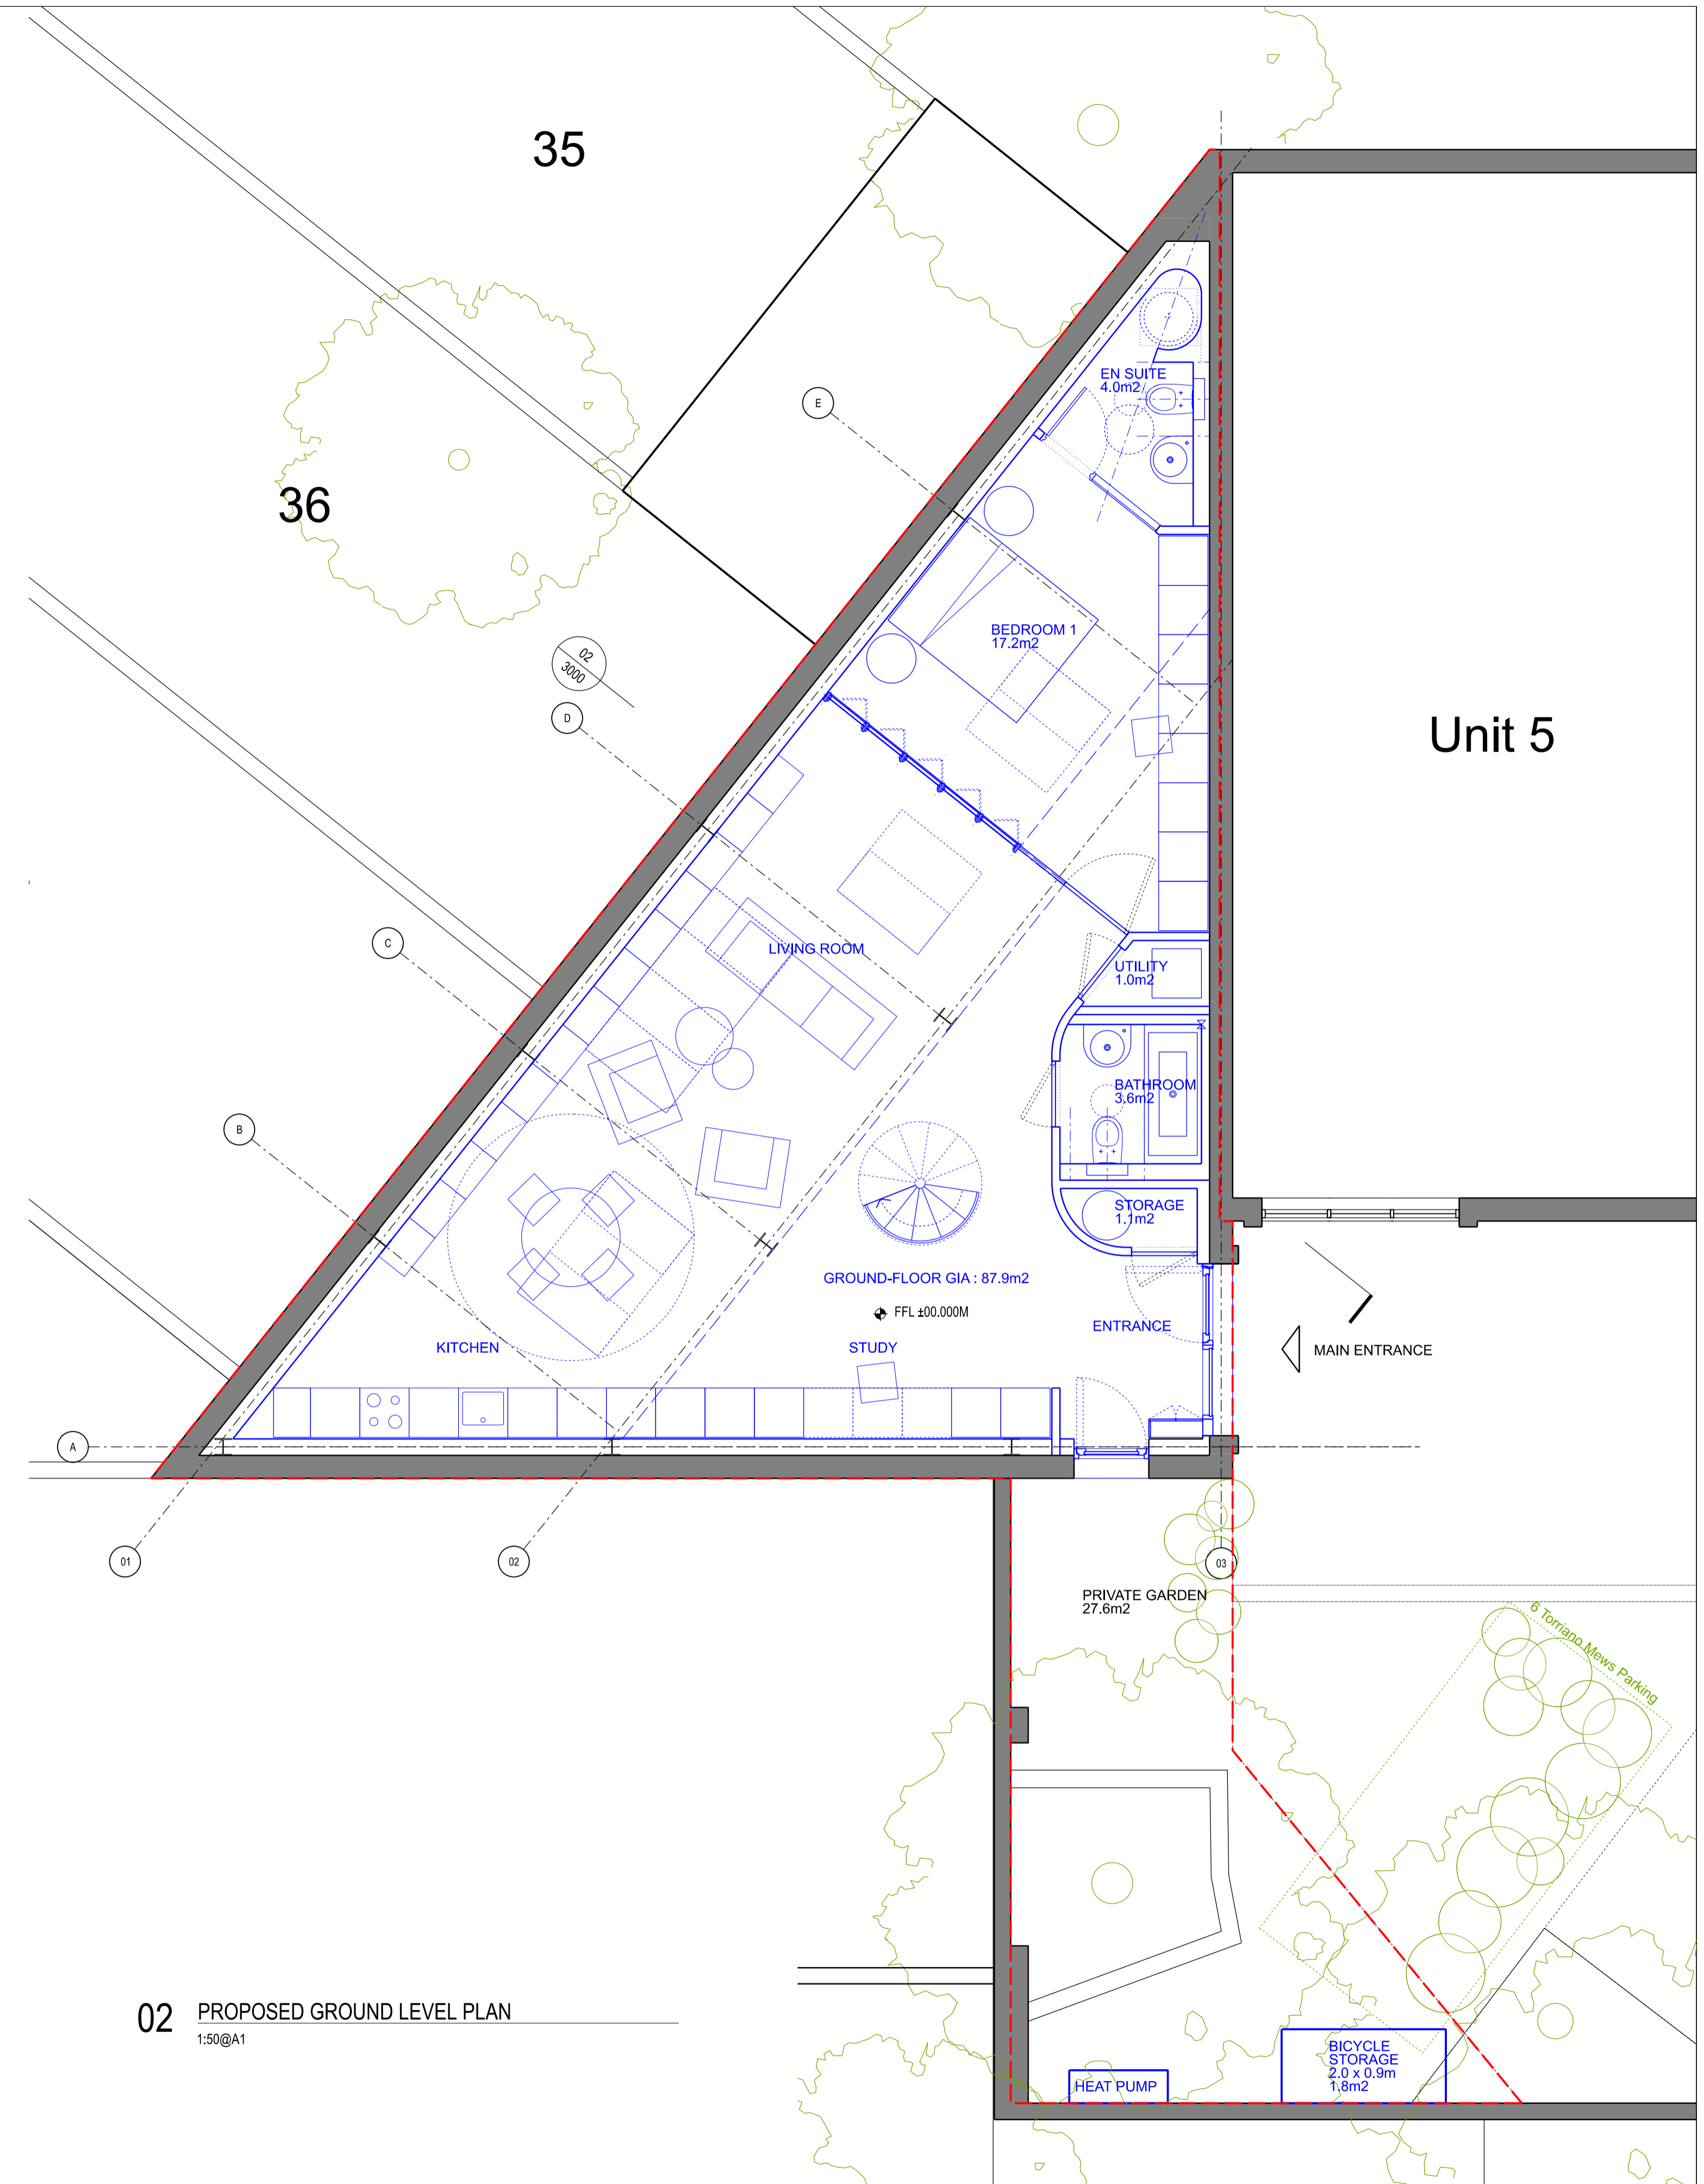 35
36
EN SUITE
4.0m2
E
BEDROOM 1
17.2m2
02
3000
D
Unit 5
C
LIVING ROOM
UTILITY
1.0m2
BATHROOM
3.6m2
B
STORAGE
1.1m2
GROUND-FLOOR GIA : 87.9m2
FFL ±00.000M
ENTRANCE
KITCHEN
STUDY
MAIN ENTRANCE
A
01
02
03
PRIVATE GARDEN
27.6m2
6 Torriano Mews Parking
02 PROPOSED GROUND LEVEL PLAN
1:50@A1
HEAT PUMP
BICYCLE
STORAGE
2.0 x 0.9m
1.8m2